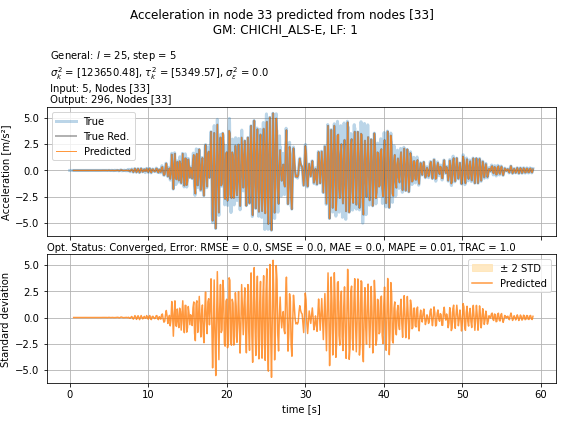 Acceleration in node 33 predicted from nodes [33]
GM: CHICHI_ALS-E, LF: 1
General: l = 25, step = 5
σ²ₖ = [123650.48], τ²ₖ = [5349.57], σ²ε = 0.0
Input: 5, Nodes [33]
Output: 296, Nodes [33]
Acceleration [m/s²]
5.0
2.5
0.0
−2.5
−5.0
True
True Red.
Predicted
Opt. Status: Converged, Error: RMSE = 0.0, SMSE = 0.0, MAE = 0.0, MAPE = 0.01, TRAC = 1.0
Standard deviation
5.0
2.5
0.0
−2.5
−5.0
± 2 STD
Predicted
0 10 20 30 40 50 60
time [s]